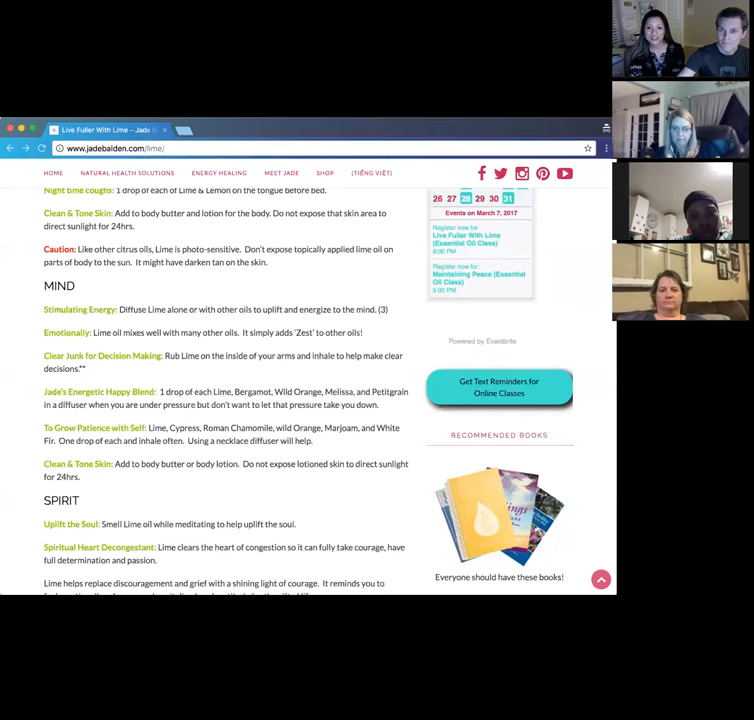 Live Fuller With Lime – Jade B
www.jadebalden.com/lime/
HOME NATURAL HEALTH SOLUTIONS ENERGY HEALING MEET JADE SHOP (TIẾNG VIỆT)
Night time coughs: 1 drop of each of Lime & Lemon on the tongue before bed.
Clean & Tone Skin: Add to body butter and lotion for the body. Do not expose that skin area to
direct sunlight for 24hrs.
Caution: Like other citrus oils, Lime is photo-sensitive. Don't expose topically applied lime oil on
parts of body to the sun. It might have darken tan on the skin.
MIND
Stimulating Energy: Diffuse Lime alone or with other oils to uplift and energize to the mind. (3)
Emotionally: Lime oil mixes well with many other oils. It simply adds 'Zest' to other oils!
Clear Junk for Decision Making: Rub Lime on the inside of your arms and inhale to help make clear
decisions.**
Jade's Energetic Happy Blend: 1 drop of each Lime, Bergamot, Wild Orange, Melissa, and Petitgrain
in a diffuser when you are under pressure but don't want to let that pressure take you down.
To Grow Patience with Self: Lime, Cypress, Roman Chamomile, wild Orange, Marjoam, and White
Fir. One drop of each and inhale often. Using a necklace diffuser will help.
Clean & Tone Skin: Add to body butter or body lotion. Do not expose lotioned skin to direct sunlight
for 24hrs.
SPIRIT
Uplift the Soul: Smell Lime oil while meditating to help uplift the soul.
Spiritual Heart Decongestant: Lime clears the heart of congestion so it can fully take courage, have
full determination and passion.
Lime helps replace discouragement and grief with a shining light of courage. It reminds you to
26 27 28 29 30 31
Events on March 7, 2017
Register now for:
Live Fuller With Lime
(Essential Oil Class)
6:00 PM
Register now for:
Maintaining Peace (Essential
Oil Class)
9:00 PM
Powered by Eventbrite
Get Text Reminders for
Online Classes
RECOMMENDED BOOKS
Everyone should have these books!